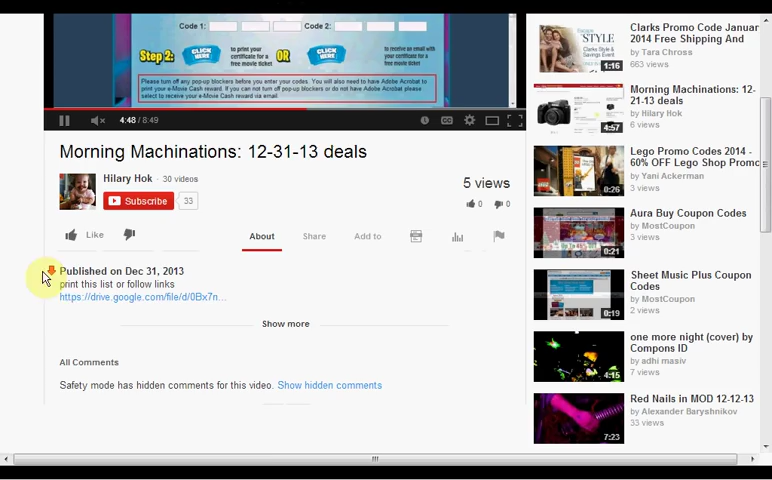 Code 1:
Code 2:
Step 2:
CLICK HERE
to print your
certificate for a
free movie ticket
OR
CLICK HERE
to receive an email with
your certificate for a
free movie ticket
Please turn off any pop-up blockers before you enter your codes. You will also need to have Adobe Acrobat to
print your e-Movie Cash reward. If you can not turn off pop-up blockers or do not have Adobe Acrobat please
select to receive your e-Movie Cash reward via email.
4:48 / 8:49
Morning Machinations: 12-31-13 deals
Hilary Hok · 30 videos
Subscribe
33
5 views
0
0
Like
About
Share
Add to
Published on Dec 31, 2013
print this list or follow links
https://drive.google.com/file/d/0Bx7n...
Show more
All Comments
Safety mode has hidden comments for this video. Show hidden comments
Clarks Promo Code Januar
2014 Free Shipping And
by Tara Chross
663 views
STYLE
1:16
Morning Machinations: 12-
21-13 deals
by Hilary Hok
6 views
4:57
Lego Promo Codes 2014 -
60% OFF Lego Shop Promo
by Yani Ackerman
3 views
0:26
Aura Buy Coupon Codes
by MostCoupon
3 views
0:21
Sheet Music Plus Coupon
Codes
by MostCoupon
2 views
0:19
one more night (cover) by
Compons ID
by adhi masiv
7 views
4:15
Red Nails in MOD 12-12-13
by Alexander Baryshnikov
33 views
7:23